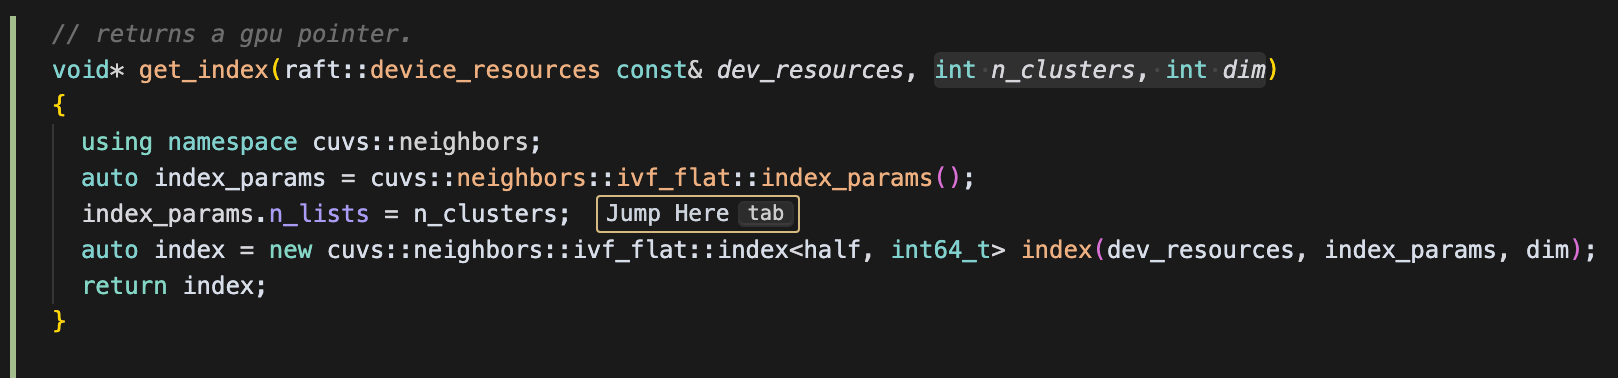 // returns a gpu pointer.
void* get_index(raft::device_resources const& dev_resources, int n_clusters, int dim)
{
  using namespace cuvs::neighbors;
  auto index_params = cuvs::neighbors::ivf_flat::index_params();
  index_params.n_lists = n_clusters; Jump Here tab
  auto index = new cuvs::neighbors::ivf_flat::index<half, int64_t> index(dev_resources, index_params, dim);
  return index;
}